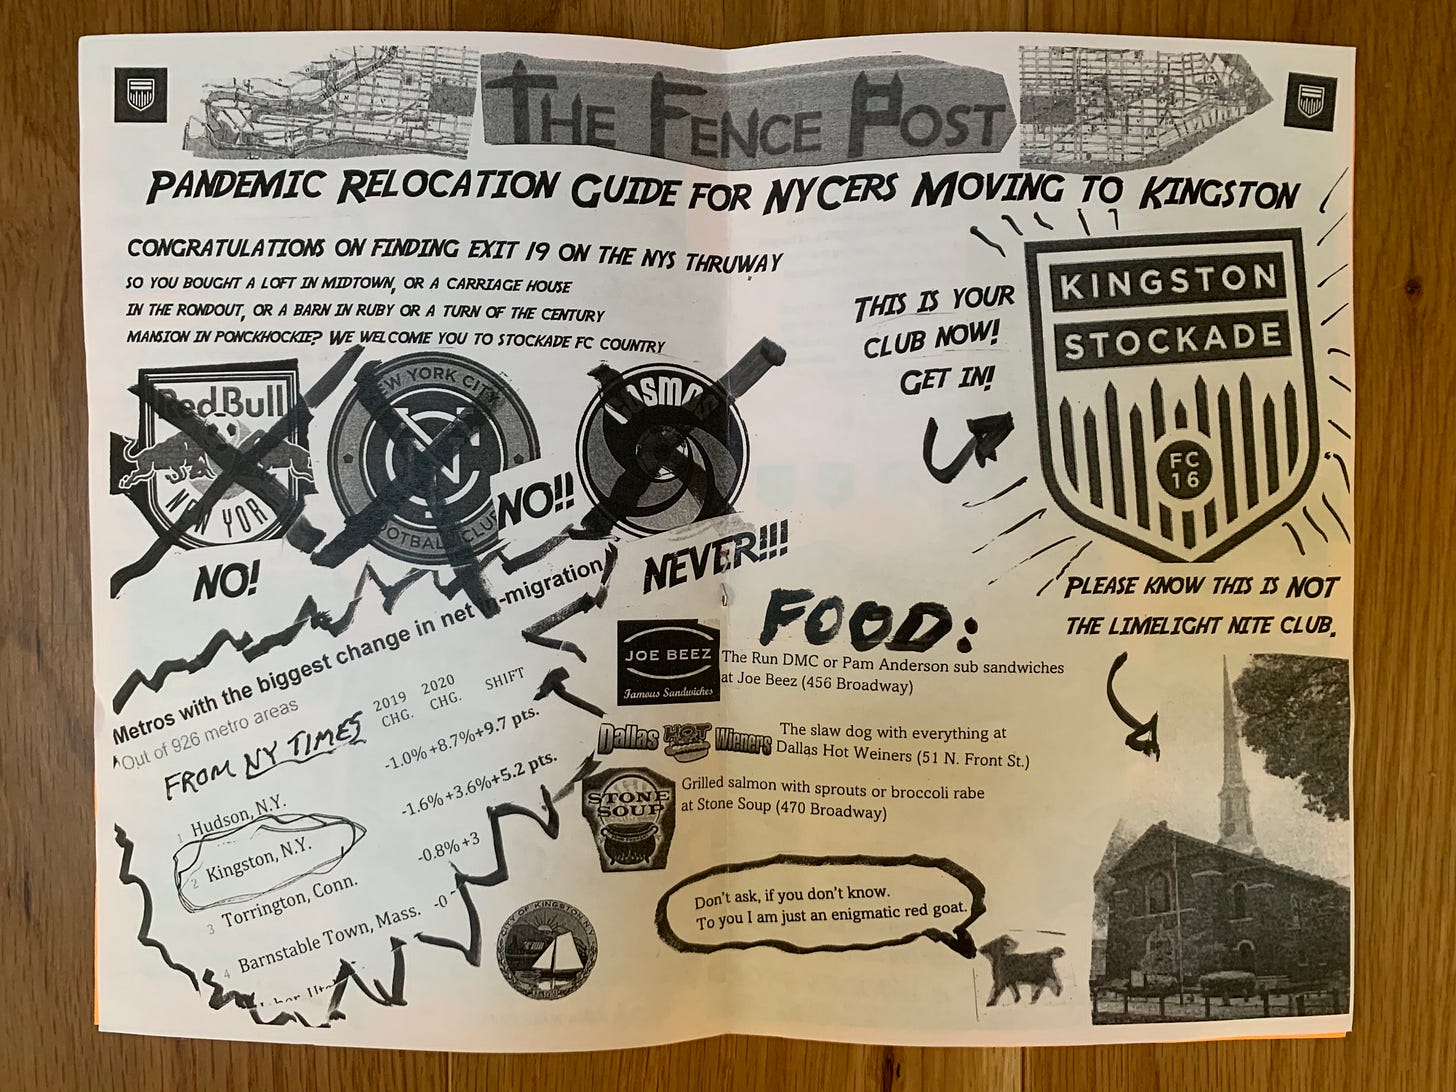 THE FENCE POST
PANDEMIC RELOCATION GUIDE FOR NYCERS MOVING TO KINGSTON
CONGRATULATIONS ON FINDING EXIT 19 ON THE NYS THRUWAY
SO YOU BOUGHT A LOFT IN MIDTOWN, OR A CARRIAGE HOUSE
IN THE RONDOUT, OR A BARN IN RUBY OR A TURN OF THE CENTURY
MANSION IN PONCKHOCKIE? WE WELCOME YOU TO STOCKADE FC COUNTRY
Red Bull
NEW YORK
NO!
NEW YORK CITY
NYC
FOOTBALL CLUB
NO!!
COSMOS
NEVER!!!
THIS IS YOUR
CLUB NOW!
GET IN!
KINGSTON
STOCKADE
FC
16
PLEASE KNOW THIS IS NOT
THE LIMELIGHT NITE CLUB.
Metros with the biggest change in net in-migration
Out of 926 metro areas
FROM NY TIMES
2019 CHG.
2020 CHG.
SHIFT
1 Hudson, N.Y. -1.0% +8.7% +9.7 pts.
2 Kingston, N.Y. -1.6% +3.6% +5.2 pts.
3 Torrington, Conn. -0.8% +3
4 Barnstable Town, Mass. -0
FOOD:
JOE BEEZ
Famous Sandwiches
The Run DMC or Pam Anderson sub sandwiches
at Joe Beez (456 Broadway)
Dallas HOT Wieners
The slaw dog with everything at
Dallas Hot Weiners (51 N. Front St.)
STONE
SOUP
Grilled salmon with sprouts or broccoli rabe
at Stone Soup (470 Broadway)
Don't ask, if you don't know.
To you I am just an enigmatic red goat.
CITY OF KINGSTON NY